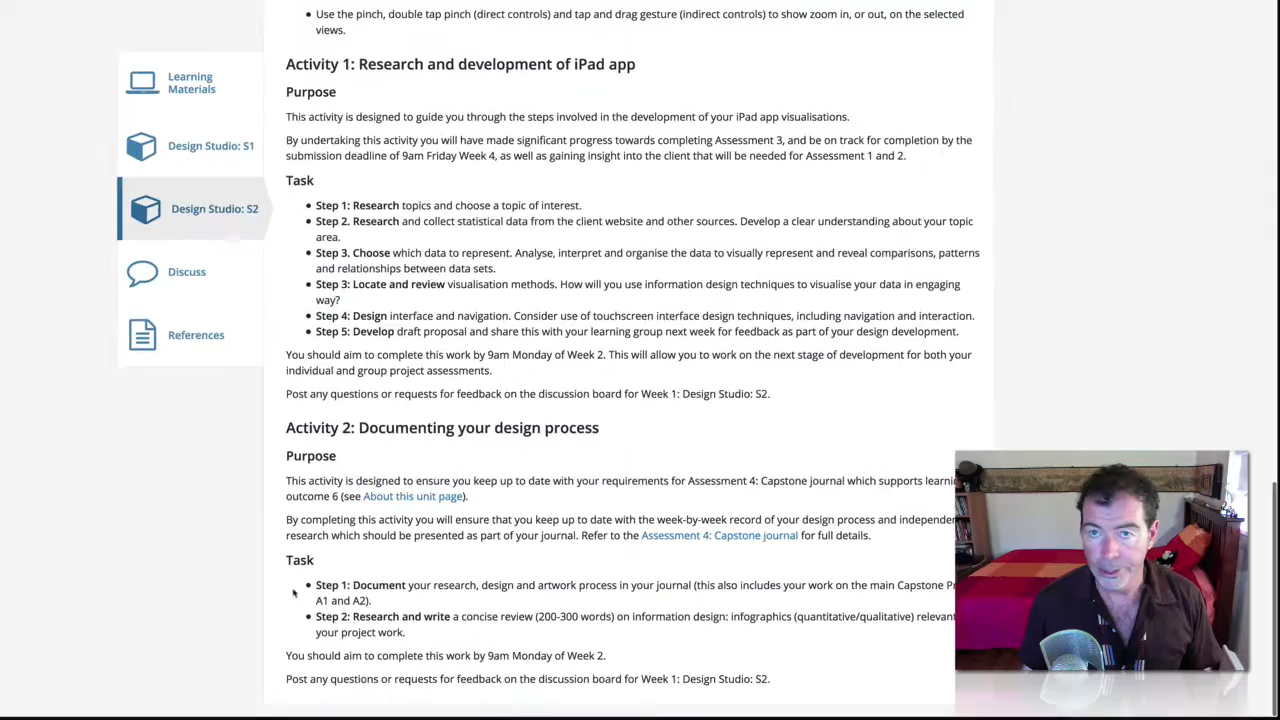 Use the pinch, double tap pinch (direct controls) and tap and drag gesture (indirect controls) to show zoom in, or out, on the selected
views.
Learning
Materials
Design Studio: S1
Design Studio: S2
Discuss
References
Activity 1: Research and development of iPad app
Purpose
This activity is designed to guide you through the steps involved in the development of your iPad app visualisations.
By undertaking this activity you will have made significant progress towards completing Assessment 3, and be on track for completion by the
submission deadline of 9am Friday Week 4, as well as gaining insight into the client that will be needed for Assessment 1 and 2.
Task
Step 1: Research topics and choose a topic of interest.
Step 2. Research and collect statistical data from the client website and other sources. Develop a clear understanding about your topic
area.
Step 3. Choose which data to represent. Analyse, interpret and organise the data to visually represent and reveal comparisons, patterns
and relationships between data sets.
Step 3: Locate and review visualisation methods. How will you use information design techniques to visualise your data in engaging
way?
Step 4: Design interface and navigation. Consider use of touchscreen interface design techniques, including navigation and interaction.
Step 5: Develop draft proposal and share this with your learning group next week for feedback as part of your design development.
You should aim to complete this work by 9am Monday of Week 2. This will allow you to work on the next stage of development for both your
individual and group project assessments.
Post any questions or requests for feedback on the discussion board for Week 1: Design Studio: S2.
Activity 2: Documenting your design process
Purpose
This activity is designed to ensure you keep up to date with your requirements for Assessment 4: Capstone journal which supports
outcome 6 (see About this unit page).
By completing this activity you will ensure that you keep up to date with the week-by-week record of your design process and
research which should be presented as part of your journal. Refer to the Assessment 4: Capstone journal for full details.
Task
Step 1: Document your research, design and artwork process in your journal (this also includes your work on the main Capstone
A1 and A2).
Step 2: Research and write a concise review (200-300 words) on information design: infographics (quantitative/qualitative) relevant
your project work.
You should aim to complete this work by 9am Monday of Week 2.
Post any questions or requests for feedback on the discussion board for Week 1: Design Studio: S2.